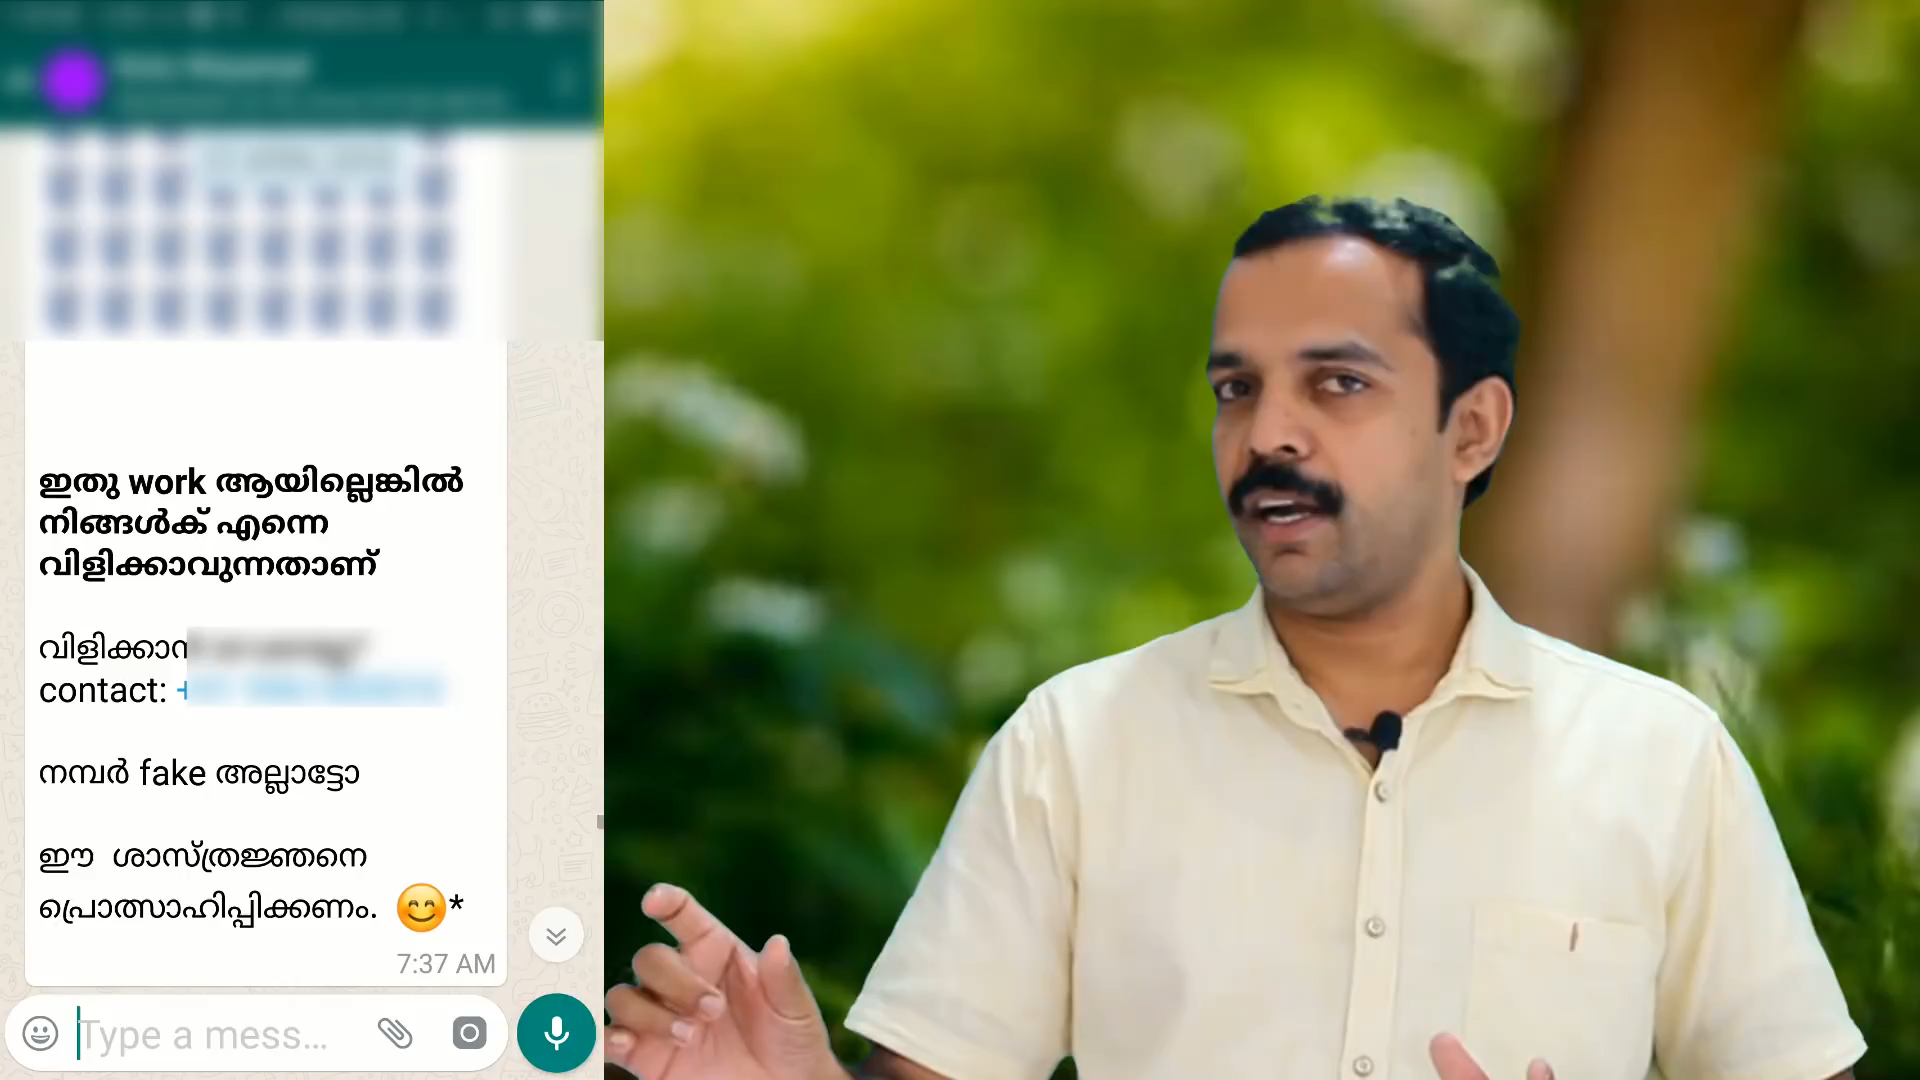 ഇതു work ആയില്ലെങ്കിൽ
നിങ്ങൾക് എന്നെ
വിളിക്കാവുന്നതാണ്
വിളിക്കാൻ
contact: +
നമ്പർ fake അല്ലാട്ടോ
ഈ ശാസ്ത്രജ്ഞനെ
പ്രൊത്സാഹിപ്പിക്കണം. 😊*
7:37 AM
Type a mess...